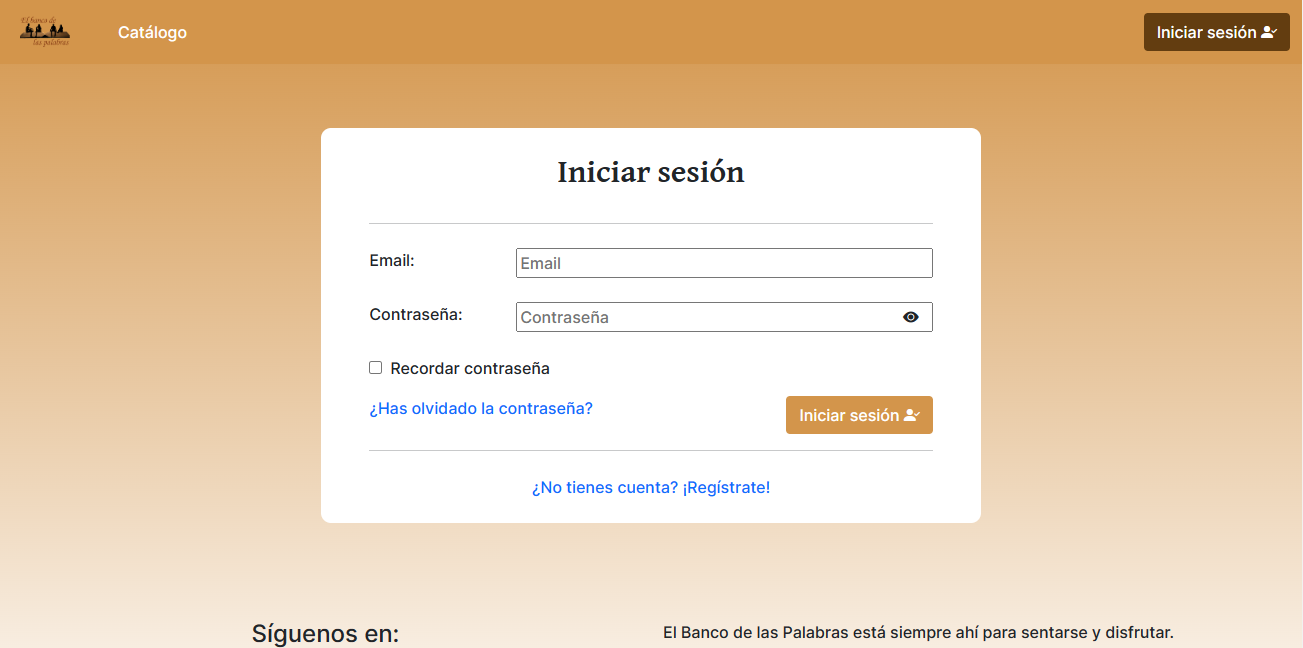 El banco de
las palabras
Catálogo
Iniciar sesión
Iniciar sesión
Email:
Email
Contraseña:
Contraseña
Recordar contraseña
¿Has olvidado la contraseña?
Iniciar sesión
¿No tienes cuenta? ¡Regístrate!
Síguenos en:
El Banco de las Palabras está siempre ahí para sentarse y disfrutar.